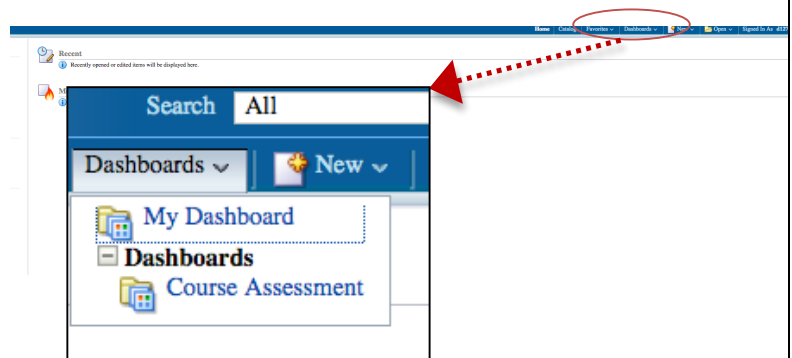 Home Catalog Favorites Dashboards New Open Signed In As
Recent
Recently opened or edited items will be displayed here.
Search All
Dashboards New
My Dashboard
Dashboards
Course Assessment